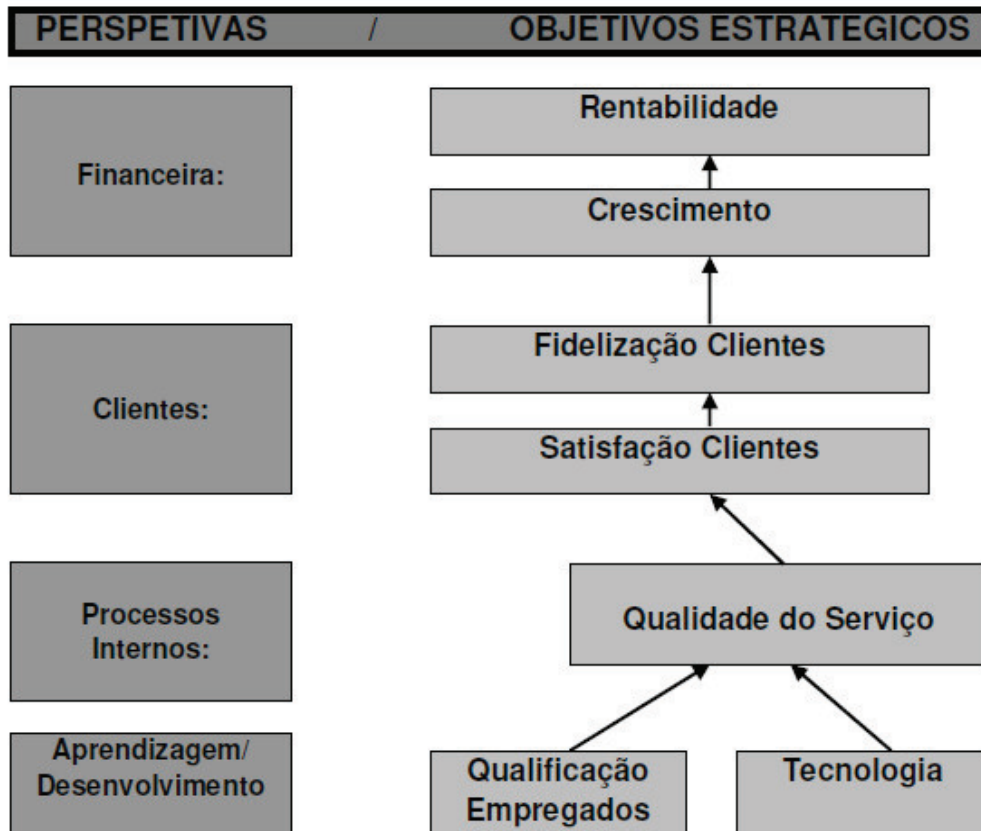 PERSPETIVAS / OBJETIVOS ESTRATEGICOS
Financeira:
Rentabilidade
Crescimento
Clientes:
Fidelização Clientes
Satisfação Clientes
Processos
Internos:
Qualidade do Serviço
Aprendizagem/
Desenvolvimento
Qualificação
Empregados
Tecnologia